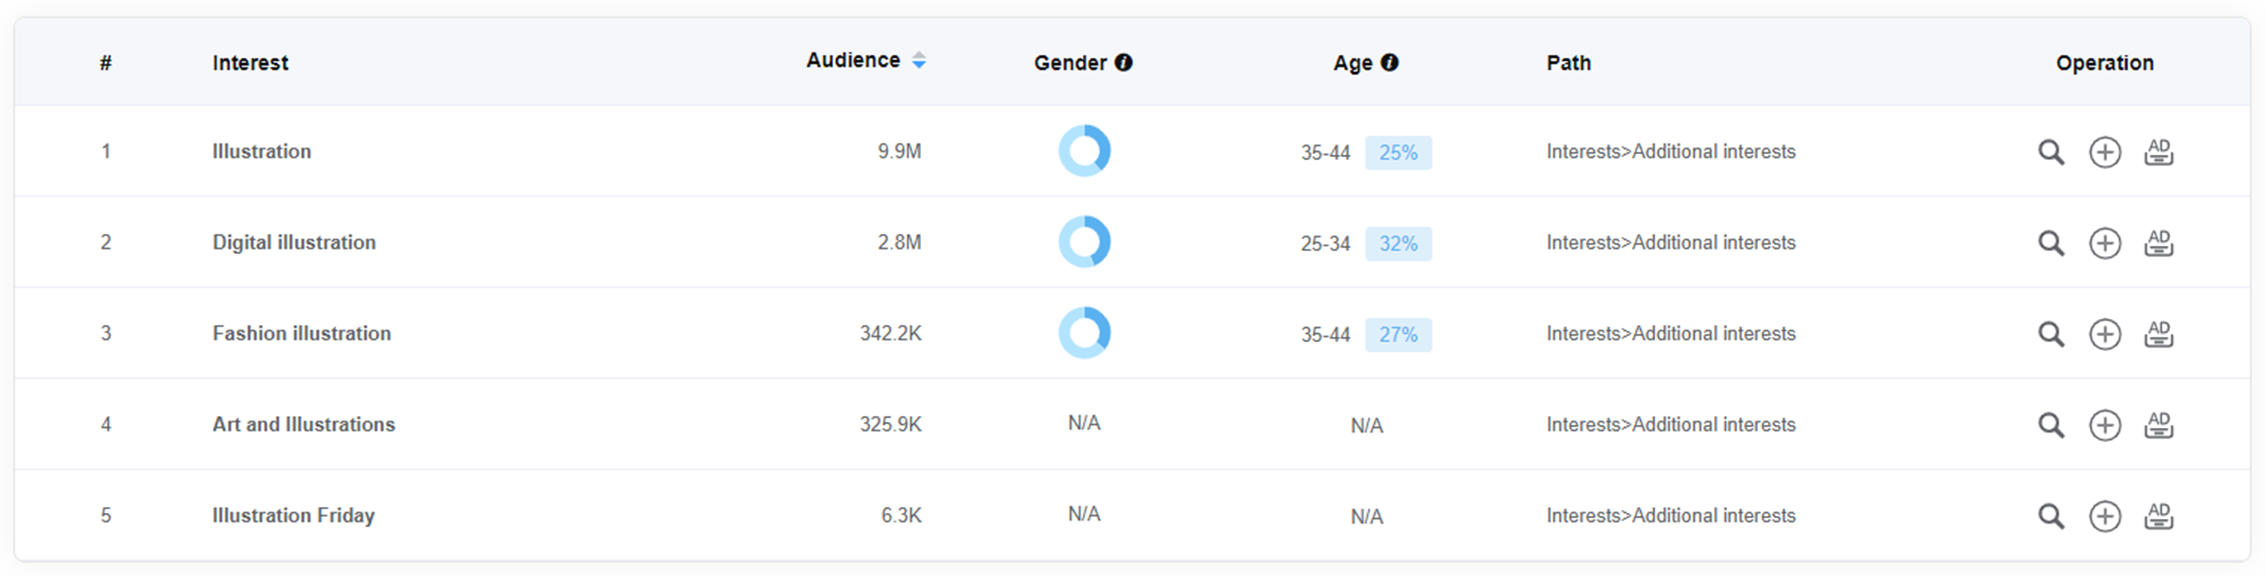 # Interest Audience Gender Age Path Operation
1 Illustration 9.9M 35-44 25% Interests>Additional interests AD
2 Digital illustration 2.8M 25-34 32% Interests>Additional interests AD
3 Fashion illustration 342.2K 35-44 27% Interests>Additional interests AD
4 Art and Illustrations 325.9K N/A N/A Interests>Additional interests AD
5 Illustration Friday 6.3K N/A N/A Interests>Additional interests AD